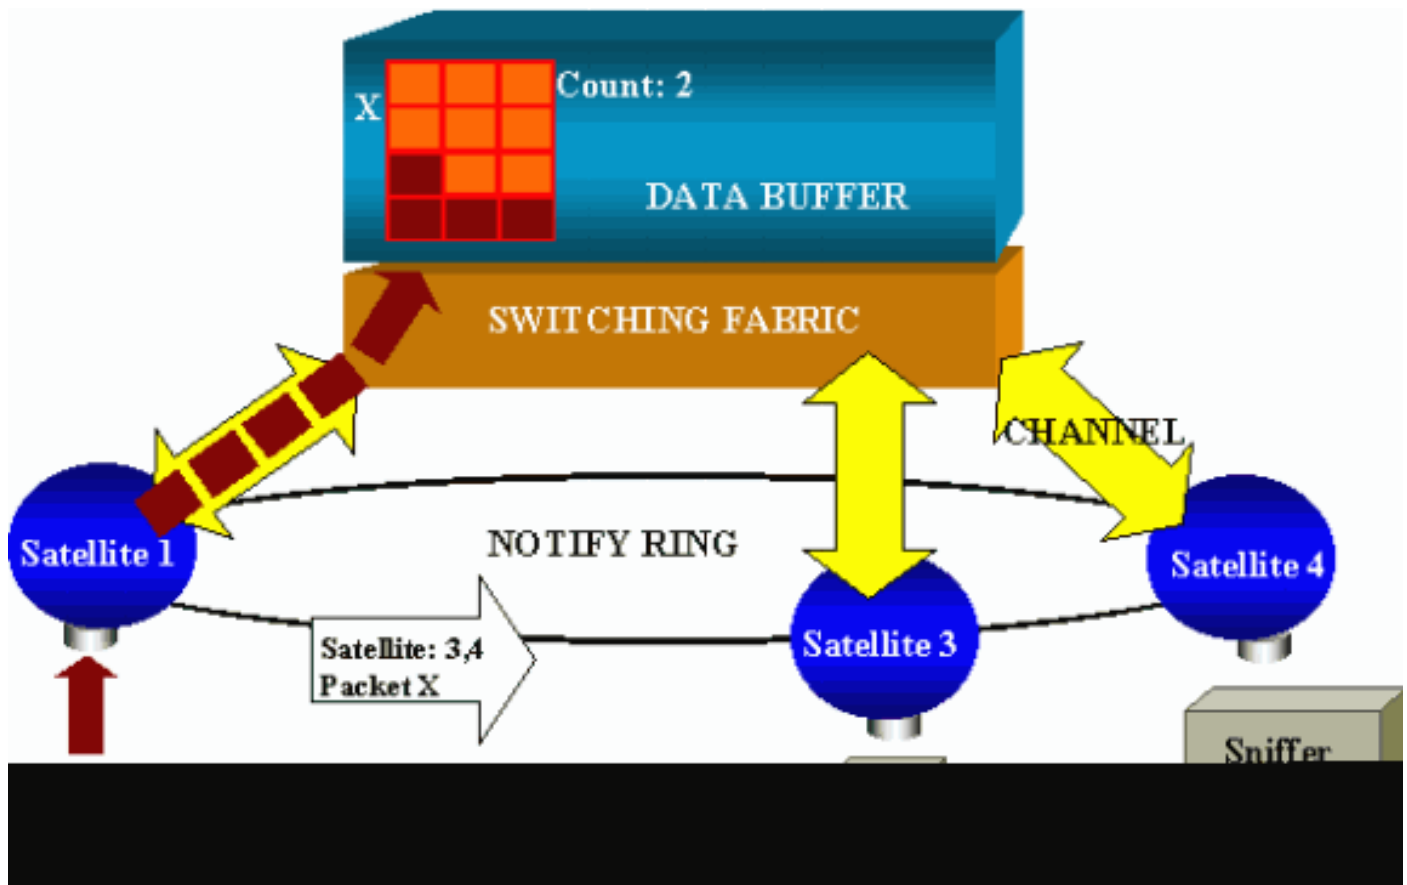 Count: 2
X
DATA BUFFER
SWITCHING FABRIC
CHANNEL
NOTIFY RING
Satellite 1
Satellite 4
Satellite: 3,4
Packet X
Satellite 3
Sniffer